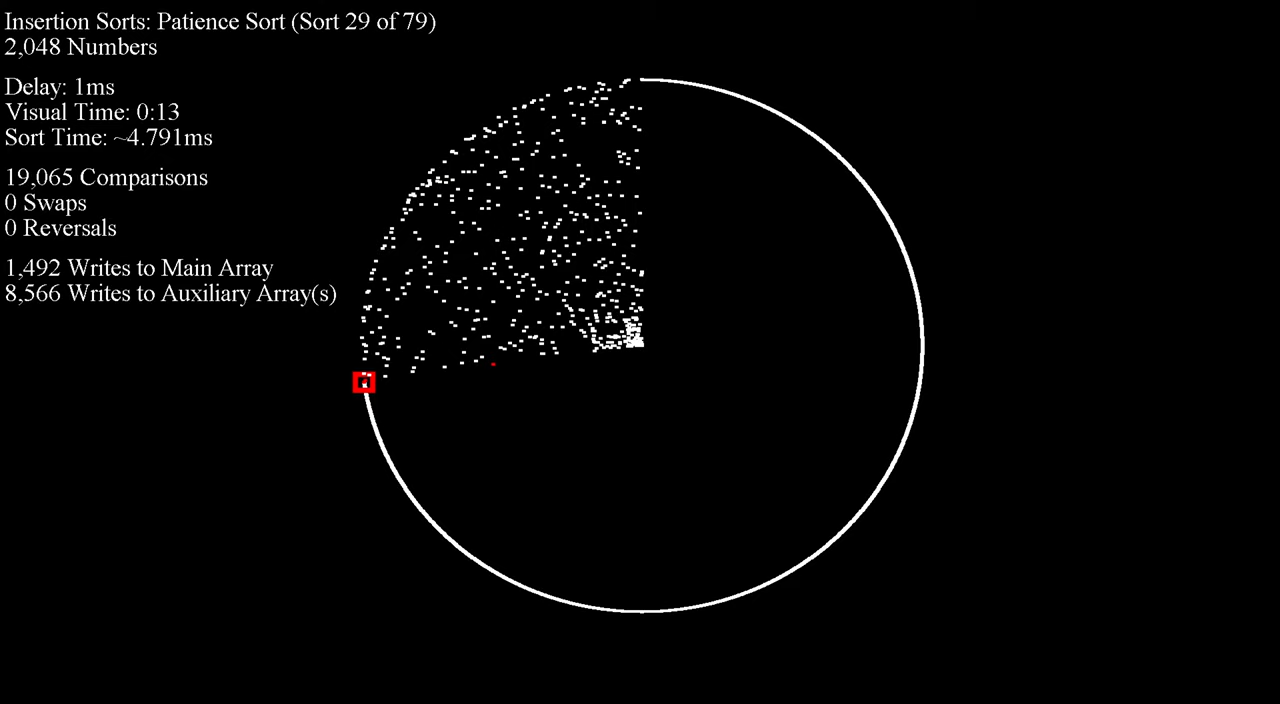 Insertion Sorts: Patience Sort (Sort 29 of 79)
2,048 Numbers
Delay: 1ms
Visual Time: 0:13
Sort Time: ~4.791ms
19,065 Comparisons
0 Swaps
0 Reversals
1,492 Writes to Main Array
8,566 Writes to Auxiliary Array(s)